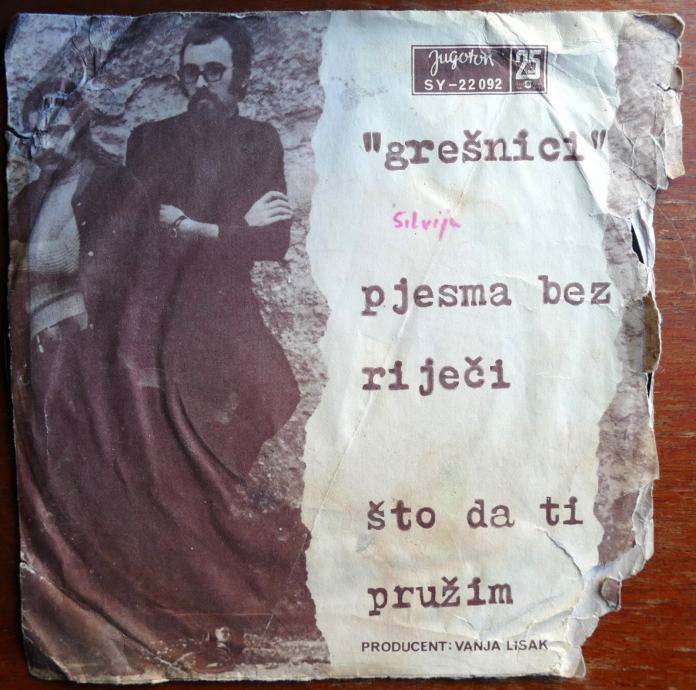 Jugoton
SY-22092
25
"grešnici"
Silvija
pjesma bez
riječi
što da ti
pružim
PRODUCENT: VANJA LISAK